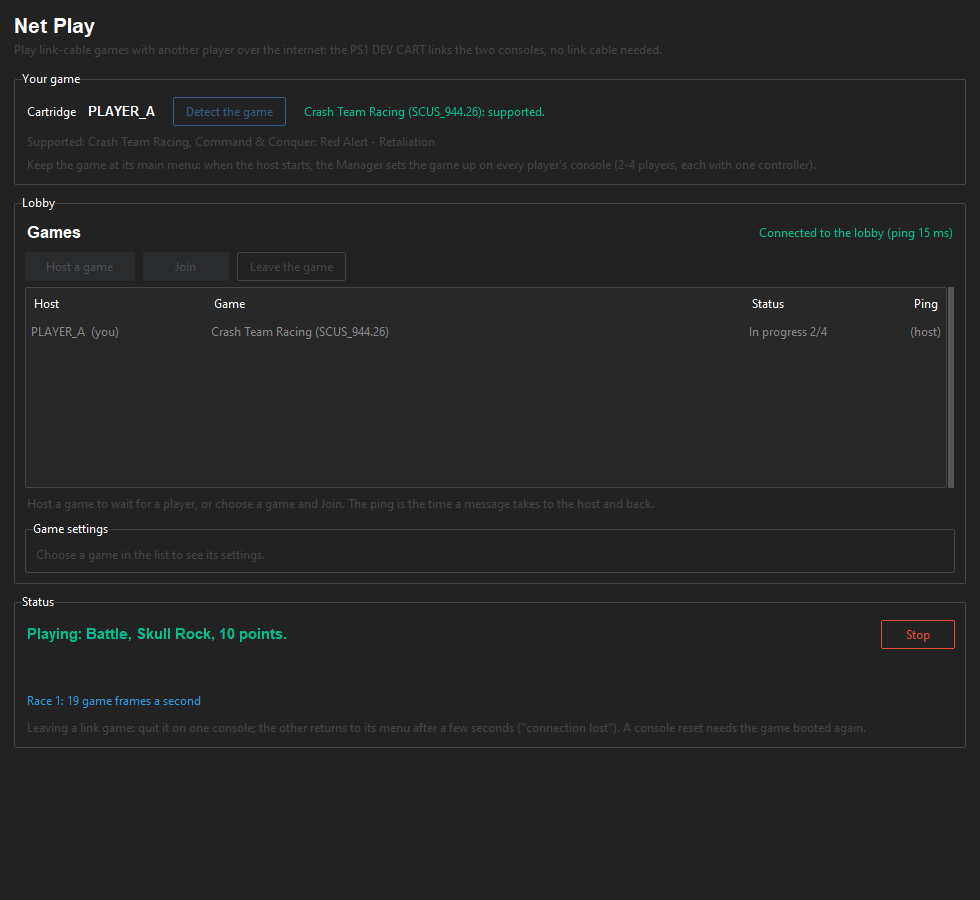 Net Play
Play link-cable games with another player over the internet: the PS1 DEV CART links the two consoles, no link cable needed.
Your game
Cartridge PLAYER_A Detect the game Crash Team Racing (SCUS_944.26): supported.
Supported: Crash Team Racing, Command & Conquer: Red Alert - Retaliation
Keep the game at its main menu: when the host starts, the Manager sets the game up on every player's console (2-4 players, each with one controller).
Lobby
Games Connected to the lobby (ping 15 ms)
Host a game Join Leave the game
Host Game Status Ping
PLAYER_A (you) Crash Team Racing (SCUS_944.26) In progress 2/4 (host)
Host a game to wait for a player, or choose a game and Join. The ping is the time a message takes to the host and back.
Game settings
Choose a game in the list to see its settings.
Status
Playing: Battle, Skull Rock, 10 points. Stop
Race 1: 19 game frames a second
Leaving a link game: quit it on one console; the other returns to its menu after a few seconds ("connection lost"). A console reset needs the game booted again.